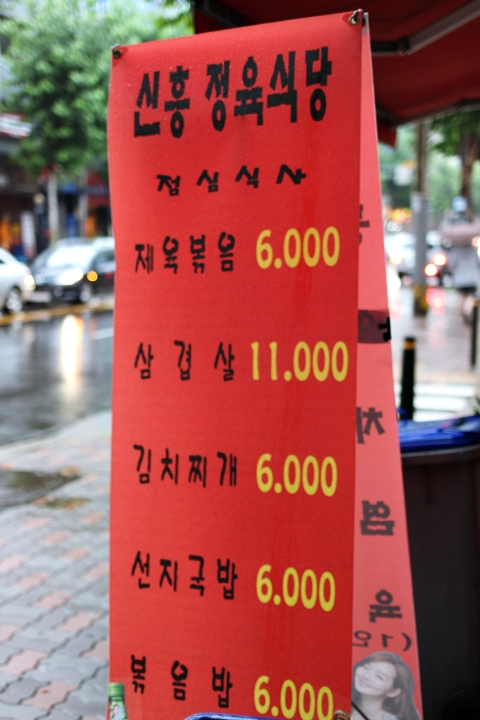 신흥 정육식당
점심식사
제육볶음 6.000
삼겹살 11.000
김치찌개 6.000
선지국밥 6.000
볶음밥 6.000